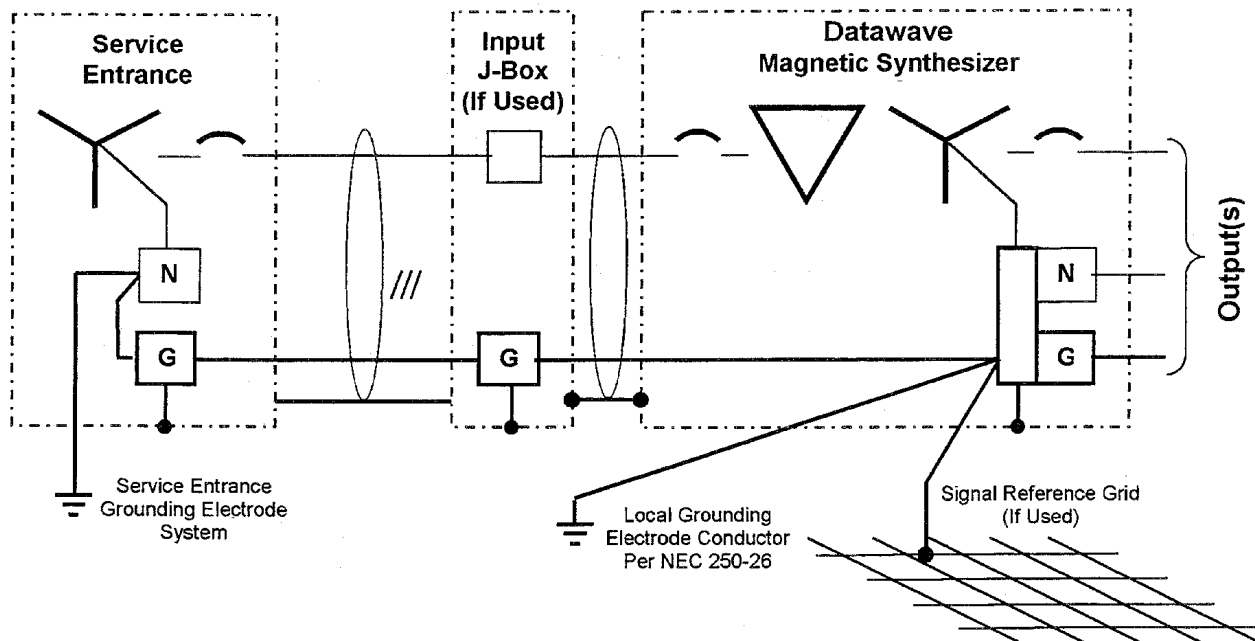 Service
Entrance
Input
J-Box
(If Used)
Datawave
Magnetic Synthesizer
N
G
G
N
G
Output(s)
Service Entrance
Grounding Electrode
System
Local Grounding
Electrode Conductor
Per NEC 250-26
Signal Reference Grid
(If Used)